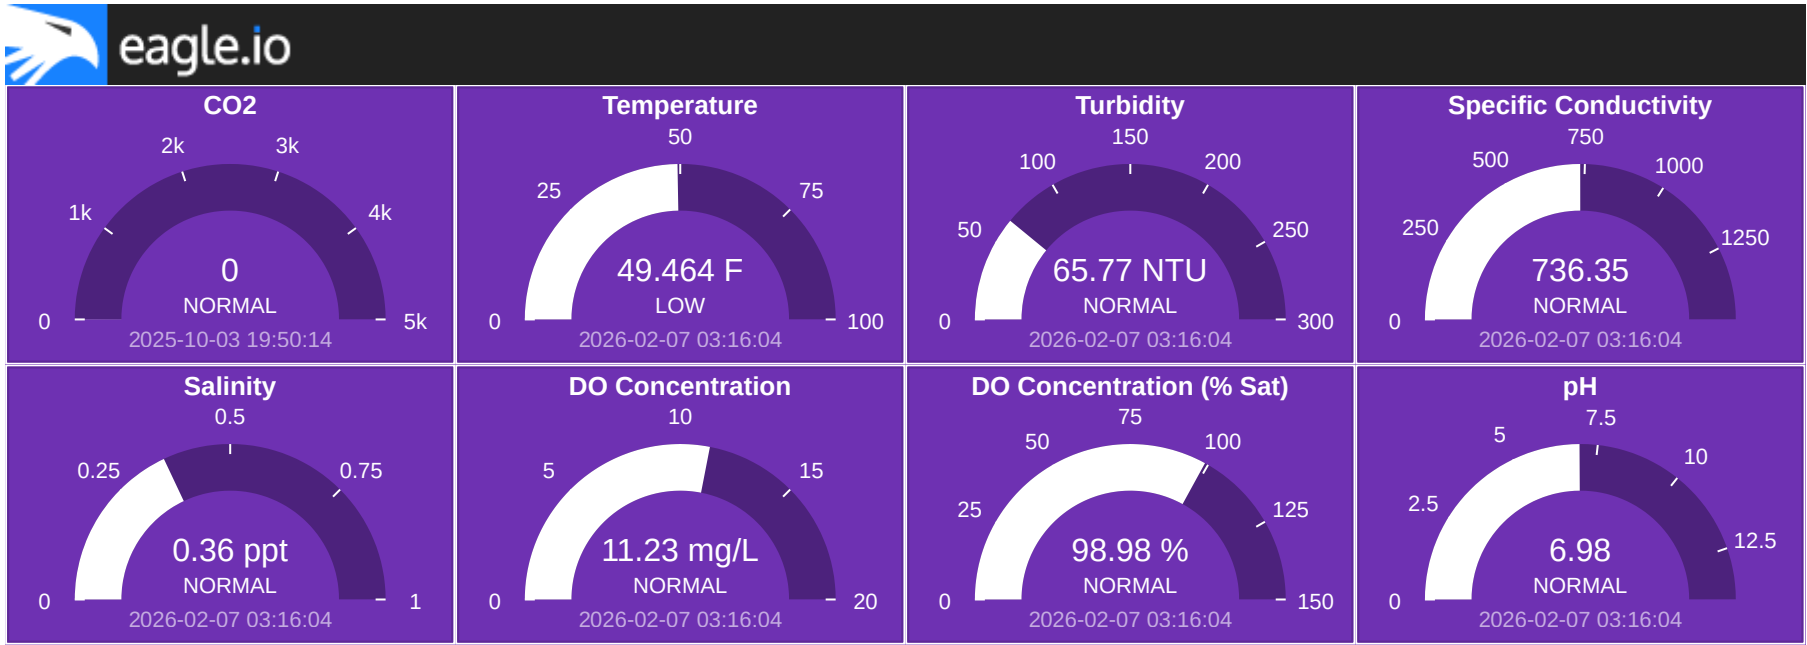 eagle.io
CO2
0
1k
2k
3k
4k
5k
0
NORMAL
2025-10-03 19:50:14
Temperature
0
25
50
75
100
49.464 F
LOW
2026-02-07 03:16:04
Turbidity
0
50
100
150
200
250
300
65.77 NTU
NORMAL
2026-02-07 03:16:04
Specific Conductivity
0
250
500
750
1000
1250
736.35
NORMAL
2026-02-07 03:16:04
Salinity
0
0.25
0.5
0.75
1
0.36 ppt
NORMAL
2026-02-07 03:16:04
DO Concentration
0
5
10
15
20
11.23 mg/L
NORMAL
2026-02-07 03:16:04
DO Concentration (% Sat)
0
25
50
75
100
125
150
98.98 %
NORMAL
2026-02-07 03:16:04
pH
0
2.5
5
7.5
10
12.5
6.98
NORMAL
2026-02-07 03:16:04